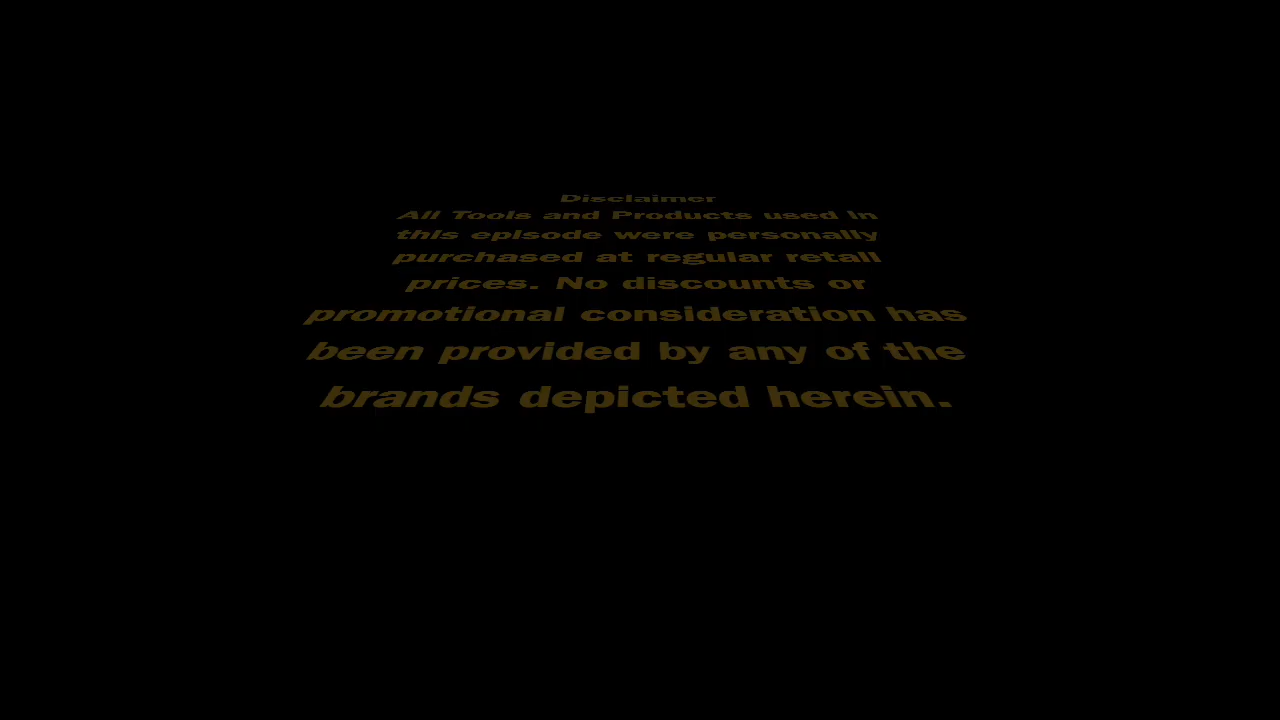 Disclaimer
All Tools and Products used in
this episode were personally
purchased at regular retail
prices. No discounts or
promotional consideration has
been provided by any of the
brands depicted herein.